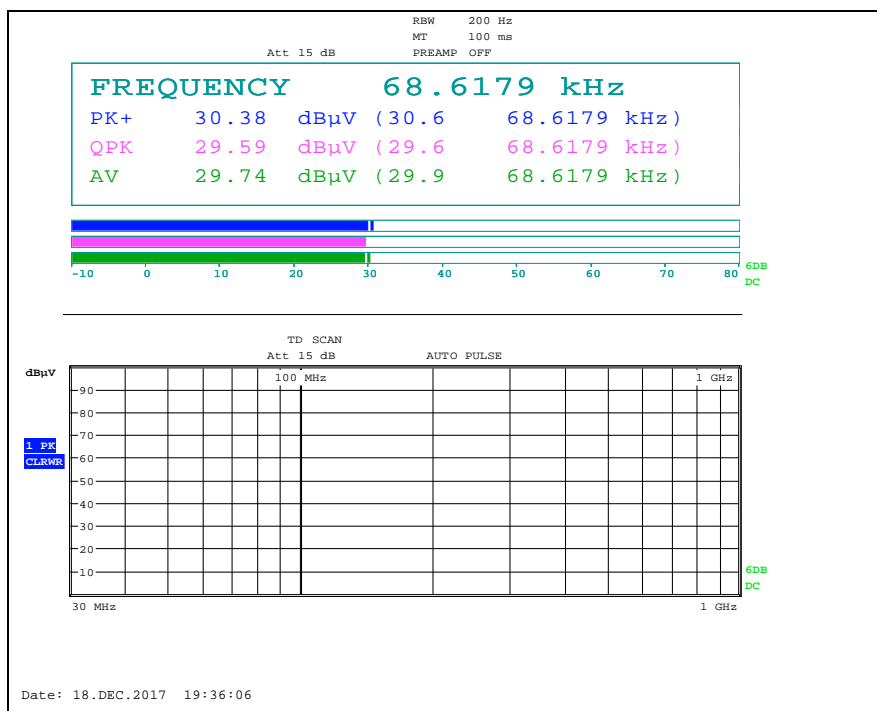 RBW 200 Hz
MT 100 ms
Att 15 dB PREAMP OFF
FREQUENCY 68.6179 kHz
PK+ 30.38 dBµV (30.6 68.6179 kHz)
QPK 29.59 dBµV (29.6 68.6179 kHz)
AV 29.74 dBµV (29.9 68.6179 kHz)
-10 0 10 20 30 40 50 60 70 80
6DB
DC
TD SCAN
Att 15 dB AUTO PULSE
dBµV
100 MHz 1 GHz
90
80
70
1 PK
60
CLRWR
50
40
30
20
10
6DB
DC
30 MHz 1 GHz
Date: 18.DEC.2017 19:36:06